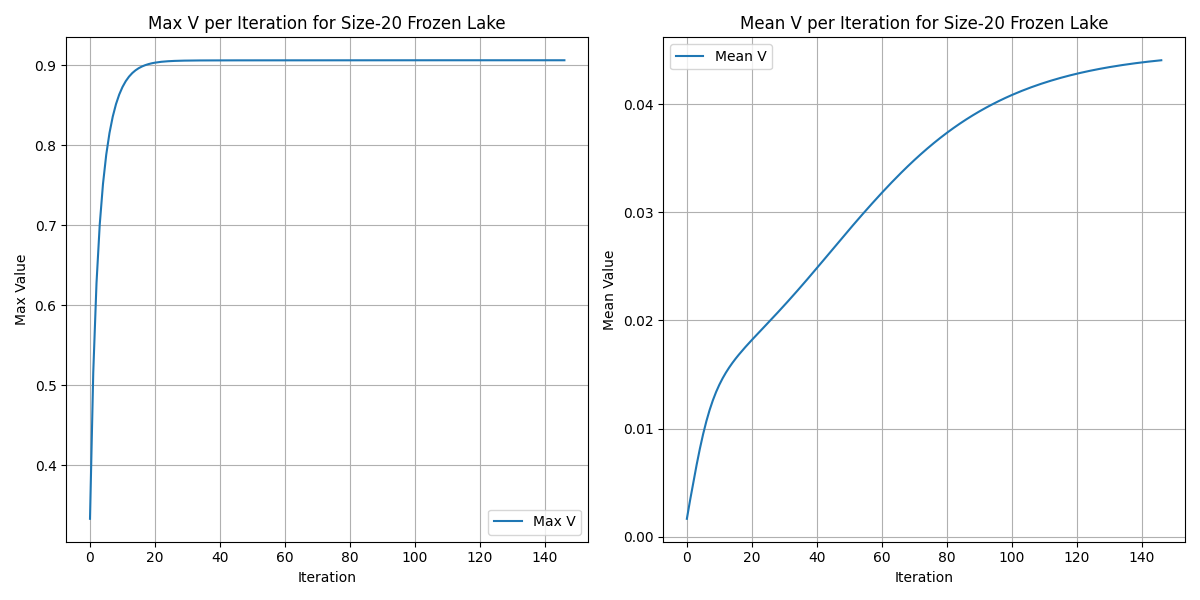 Max V per Iteration for Size-20 Frozen Lake
0.9
0.8
0.7
0.6
0.5
0.4
Max Value
Max V
0 20 40 60 80 100 120 140
Iteration
Mean V per Iteration for Size-20 Frozen Lake
Mean V
0.04
0.03
0.02
0.01
0.00
Mean Value
0 20 40 60 80 100 120 140
Iteration